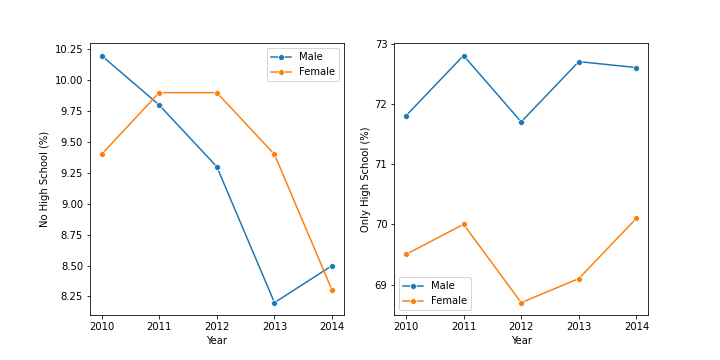 No High School (%)
10.25
10.00
9.75
9.50
9.25
9.00
8.75
8.50
8.25
2010 2011 2012 2013 2014
Year
Male
Female
Only High School (%)
73
72
71
70
69
2010 2011 2012 2013 2014
Year
Male
Female